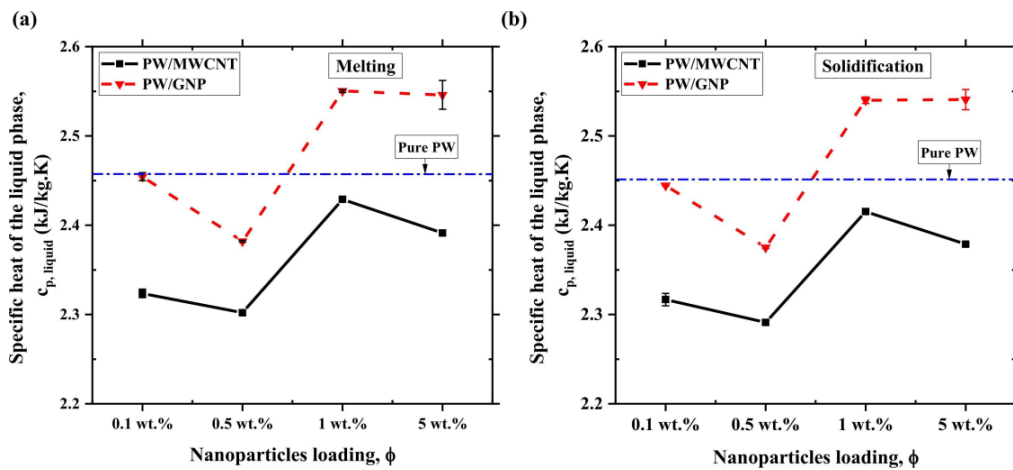 (a)
2.6
2.5
2.4
2.3
2.2
Specific heat of the liquid phase,
c_p, liquid (kJ/kg.K)
PW/MWCNT
PW/GNP
Melting
Pure PW
0.1 wt.% 0.5 wt.% 1 wt.% 5 wt.%
Nanoparticles loading, ϕ
(b)
2.6
2.5
2.4
2.3
2.2
Specific heat of the liquid phase,
c_p, liquid (kJ/kg.K)
PW/MWCNT
PW/GNP
Solidification
Pure PW
0.1 wt.% 0.5 wt.% 1 wt.% 5 wt.%
Nanoparticles loading, ϕ